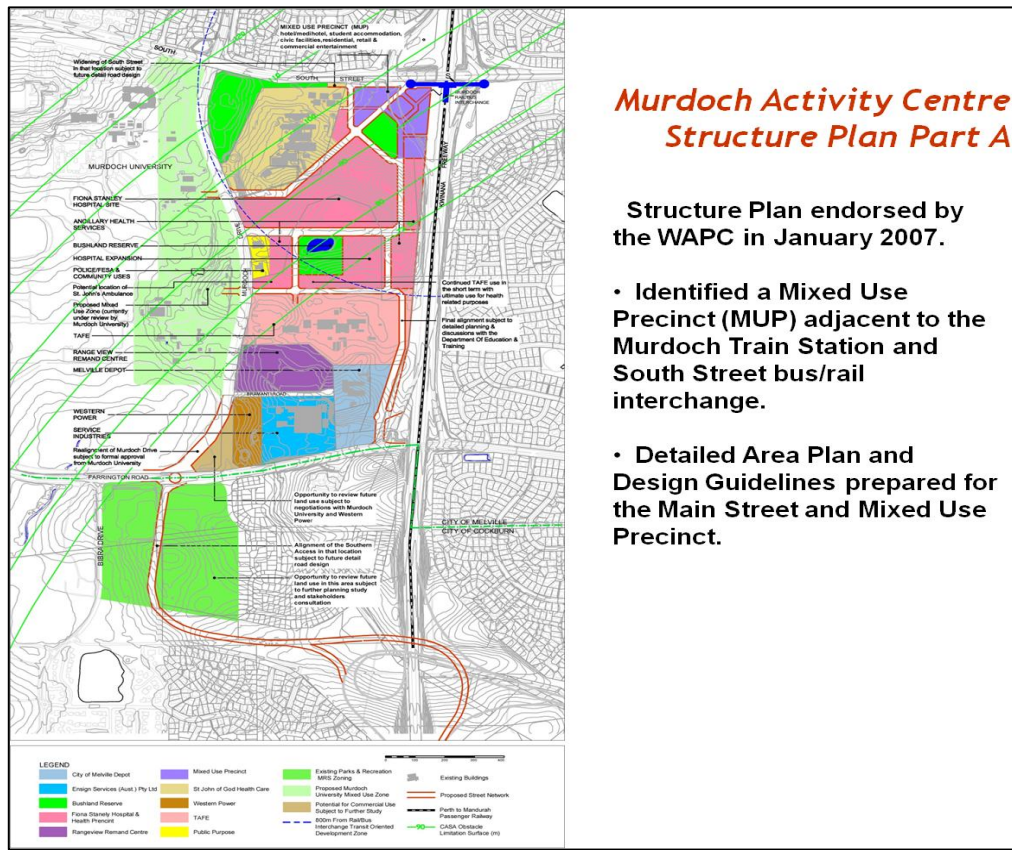 Murdoch Activity Centre
Structure Plan Part A
Structure Plan endorsed by
the WAPC in January 2007.
• Identified a Mixed Use
Precinct (MUP) adjacent to the
Murdoch Train Station and
South Street bus/rail
interchange.
• Detailed Area Plan and
Design Guidelines prepared for
the Main Street and Mixed Use
Precinct.
MIXED USE PRECINCT (MUP)
hotel/medihotel, student accommodation,
civic facilities,residential, retail &
commercial entertainment
SOUTH
Widening of South Street
in that location subject to
future detail road design
SOUTH
STREET
MURDOCH
RAIL/BUS
INTERCHANGE
MURDOCH UNIVERSITY
KWINANA FREEWAY
FIONA STANLEY
HOSPITAL SITE
ANCILLARY HEALTH
SERVICES
BUSHLAND RESERVE
HOSPITAL EXPANSION
POLICE/FESA &
COMMUNITY USES
Potential location of
St. John's Ambulance
Proposed Mixed
Use Zone (currently
under review by
Murdoch University)
TAFE
RANGE VIEW
REMAND CENTRE
MELVILLE DEPOT
MURDOCH
DRIVE
Continued TAFE use in
the short term with
ultimate use for health
related purposes
Final alignment subject to
detailed planning &
discussions with the
Department Of Education &
Training
WESTERN
POWER
SERVICE
INDUSTRIES
Realignment of Murdoch Drive
subject to formal approval
from Murdoch University
FARRINGTON ROAD
Opportunity to review future
land use subject to
negotiations with Murdoch
University and Western
Power
CITY OF MELVILLE
CITY OF COCKBURN
BIBRA DRIVE
Alignment of the Southern
Access in that location
subject to future detail
road design
Opportunity to review future
land use in this area subject
to further planning study
and stakeholders
consultation
LEGEND
City of Melville Depot
Ensign Services (Aust.) Pty Ltd
Bushland Reserve
Fiona Stanely Hospital &
Health Precint
Rangeview Remand Centre
Mixed Use Precinct
St John of God Health Care
Western Power
TAFE
Public Purpose
Existing Parks & Recreation
MRS Zoning
Proposed Murdoch
University Mixed Use Zone
Potential for Commercial Use
Subject to Further Study
800m From Rail/Bus
Interchange Transit Oriented
Development Zone
Existing Buildings
Proposed Street Network
Perth to Mandurah
Passenger Railway
90
CASA Obstacle
Limitation Surface (m)